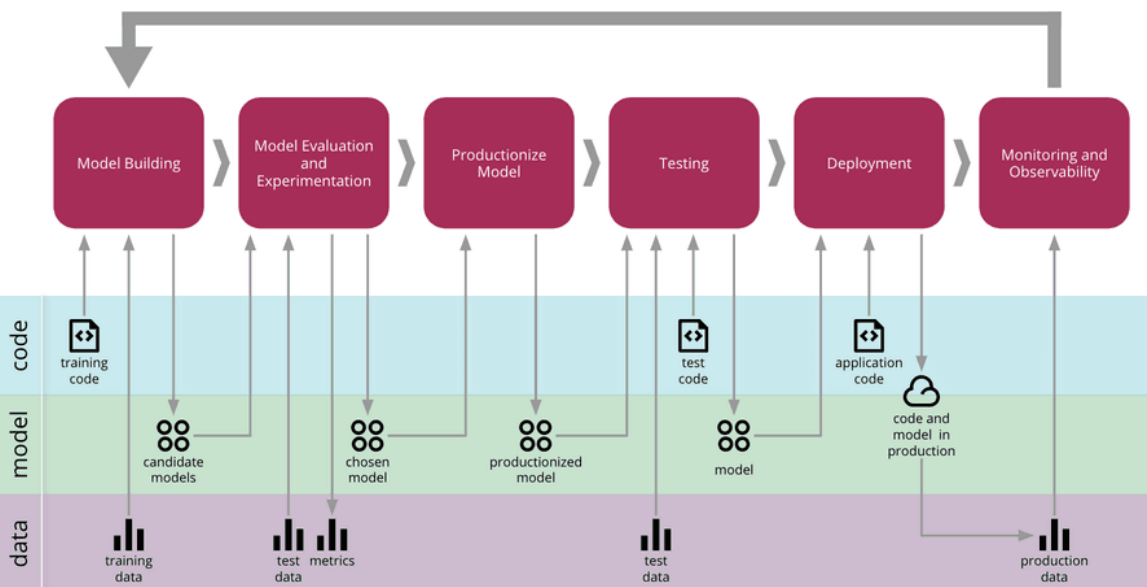 Model Building
Model Evaluation
and
Experimentation
Productionize
Model
Testing
Deployment
Monitoring and
Observability
code
training
code
test
code
application
code
model
candidate
models
chosen
model
productionized
model
model
code and
model in
production
data
training
data
test
data
metrics
test
data
production
data